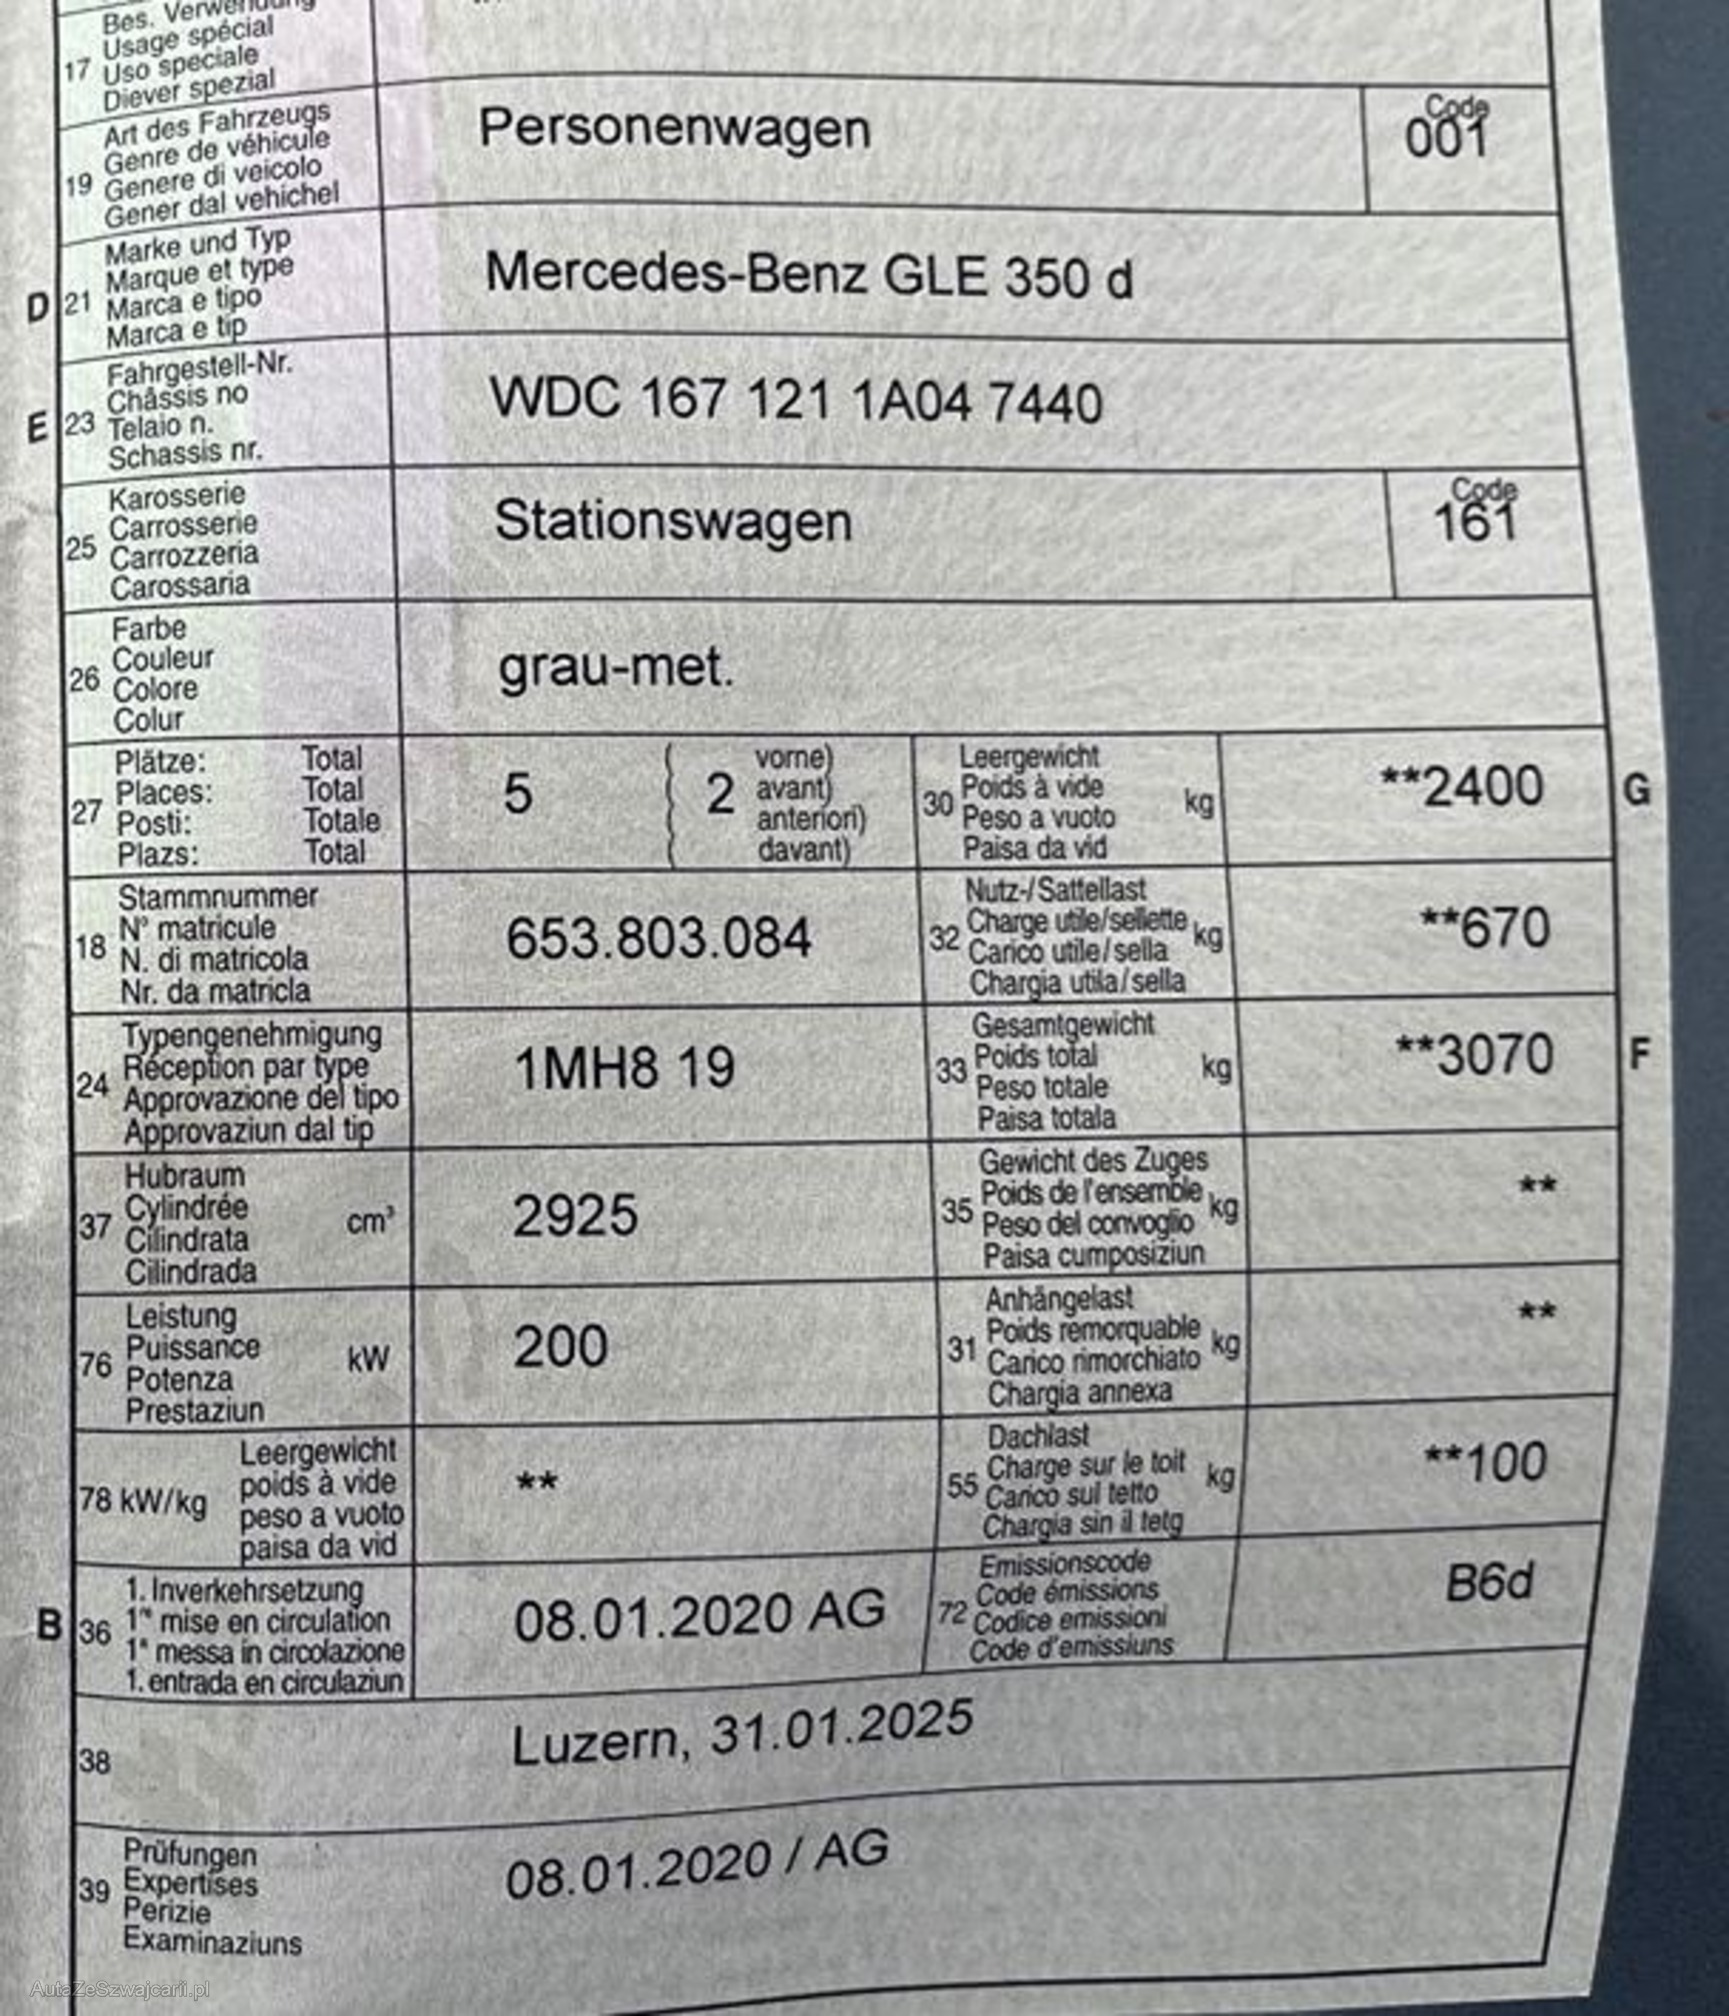 Bes. Verwendung
Usage spécial
17 Uso speciale
Diever spezial
Art des Fahrzeugs
Genre de véhicule
19 Genere di veicolo
Gener dal vehichel
Personenwagen
Code
001
Marke und Typ
Marque et type
D 21 Marca e tipo
Marca e tip
Mercedes-Benz GLE 350 d
Fahrgestell-Nr.
Châssis no
E 23 Telaio n.
Schassis nr.
WDC 167 121 1A04 7440
Karosserie
Carrosserie
25 Carrozzeria
Carossaria
Stationswagen
Code
161
Farbe
Couleur
26 Colore
Colur
grau-met.
Plätze: Total
Places: Total
27 Posti: Totale
Plazs: Total
5 ( 2 vorne)
avant)
anteriori)
davant)
Leergewicht
30 Poids à vide kg
Peso a vuoto
Paisa da vid
**2400 G
Stammnummer
N° matricule
18 N. di matricola
Nr. da matricla
653.803.084
Nutz-/Sattellast
Charge utile/sellette
32 Carico utile/sella kg
Chargia utila/sella
**670
Typengenehmigung
Réception par type
24 Approvazione del tipo
Approvaziun dal tip
1MH8 19
Gesamtgewicht
33 Poids total kg
Peso totale
Paisa totala
**3070 F
Hubraum
Cylindrée
37 Cilindrata cm³
Cilindrada
2925
Gewicht des Zuges
Poids de l'ensemble
35 Peso del convoglio kg
Paisa cumposiziun
**
Leistung
Puissance
76 Potenza kW
Prestaziun
200
Anhängelast
Poids remorquable
31 Carico rimorchiato kg
Chargia annexa
**
Leergewicht
poids à vide
78 kW/kg peso a vuoto
paisa da vid
**
Dachlast
Charge sur le toit
55 Carico sul tetto kg
Chargia sin il tetg
**100
1. Inverkehrsetzung
1re mise en circulation
B 36 1a messa in circolazione
1. entrada en circulaziun
08.01.2020 AG
Emissionscode
Code émissions
72 Codice emissioni
Code d'emissiuns
B6d
38 Luzern, 31.01.2025
Prüfungen
Expertises
39 Perizie
Examinaziuns
08.01.2020 / AG
AutaZeSzwajcarii.pl